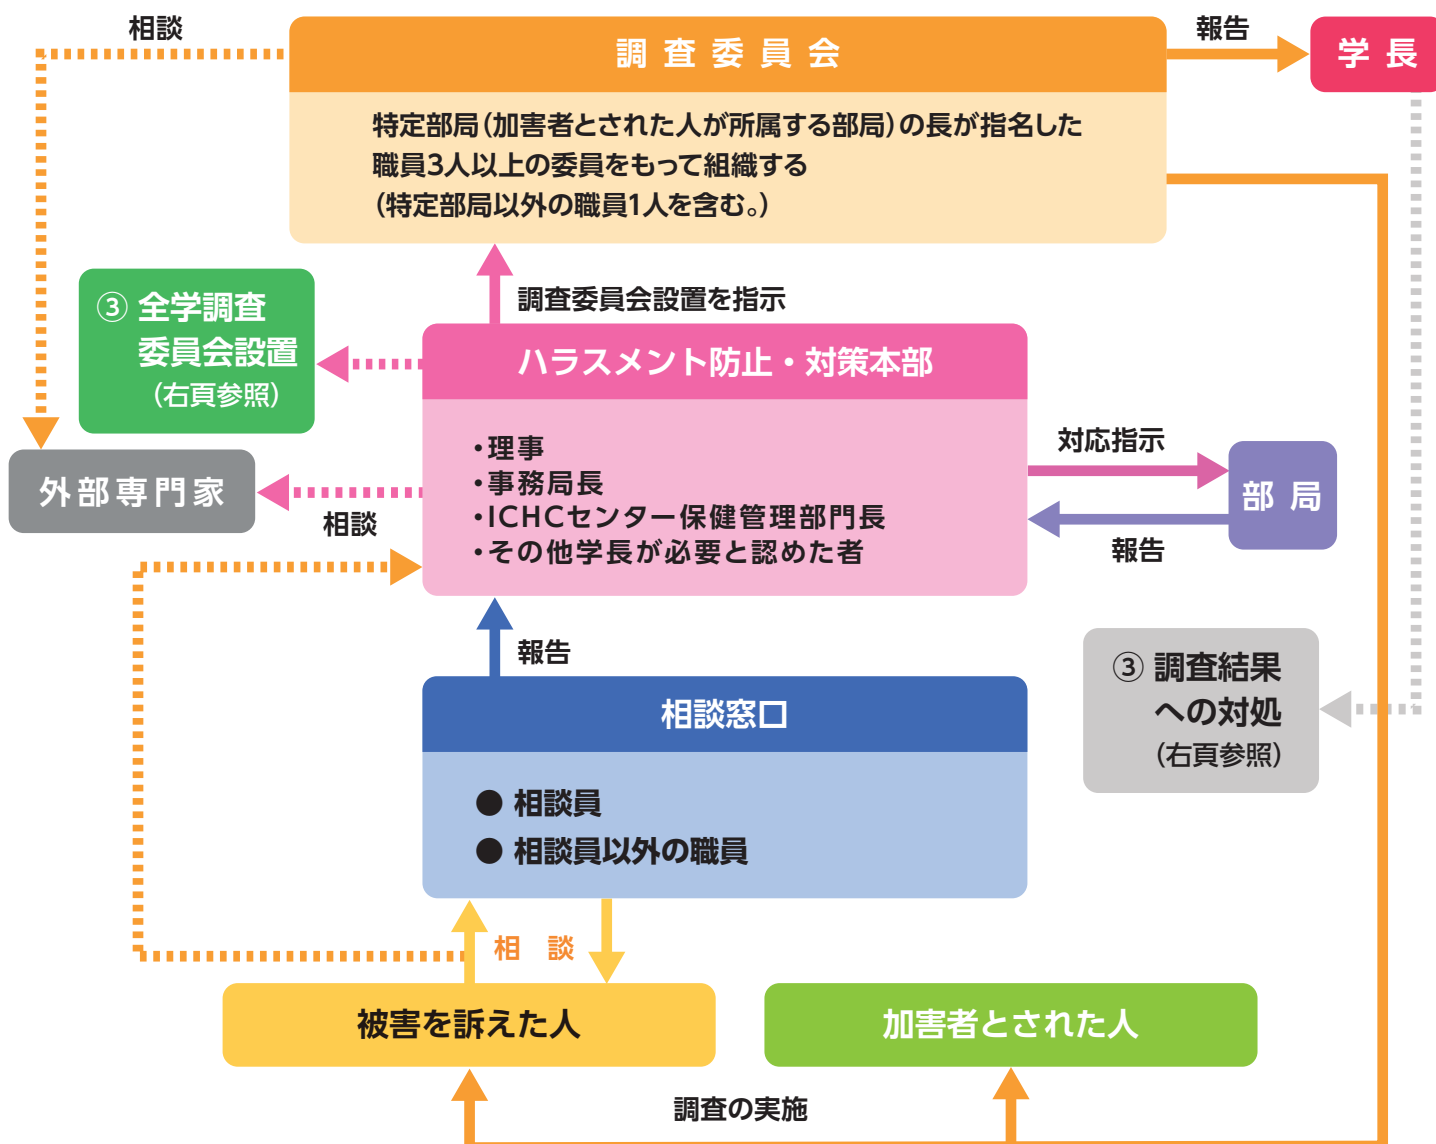 相談
調査委員会
報告
学長
特定部局(加害者とされた人が所属する部局)の長が指名した
職員3人以上の委員をもって組織する
(特定部局以外の職員1人を含む。)
調査委員会設置を指示
③ 全学調査
委員会設置
(右頁参照)
ハラスメント防止・対策本部
・理事
・事務局長
・ICHCセンター保健管理部門長
・その他学長が必要と認めた者
対応指示
部局
報告
外部専門家
相談
報告
相談窓口
● 相談員
● 相談員以外の職員
③ 調査結果
への対処
(右頁参照)
相 談
被害を訴えた人
加害者とされた人
調査の実施